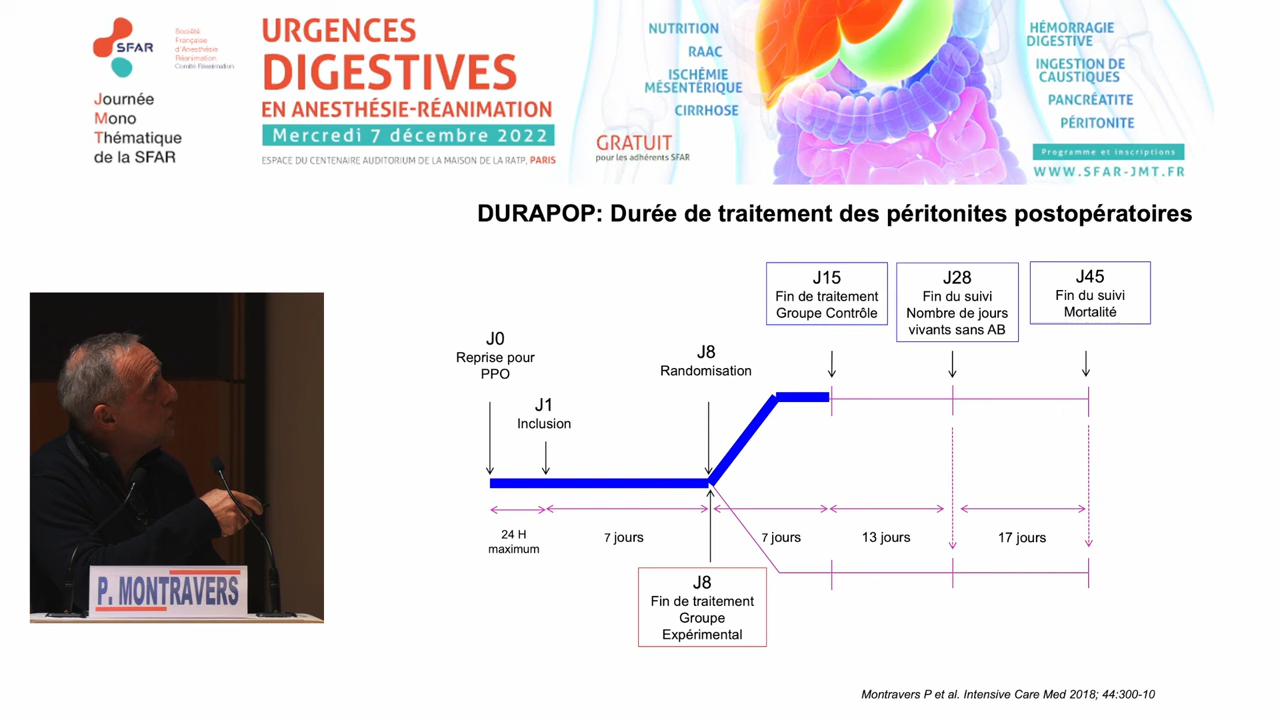 SFAR
Société
Française
d'Anesthésie
Réanimation
Comité Réanimation
Journée
Mono
Thématique
de la SFAR
URGENCES
DIGESTIVES
EN ANESTHÉSIE-RÉANIMATION
Mercredi 7 décembre 2022
ESPACE DU CENTENAIRE AUDITORIUM DE LA MAISON DE LA RATP, PARIS
NUTRITION
RAAC
ISCHÉMIE
MÉSENTÉRIQUE
CIRRHOSE
GRATUIT
pour les adhérents SFAR
HÉMORRAGIE
DIGESTIVE
INGESTION DE
CAUSTIQUES
PANCRÉATITE
PÉRITONITE
Programme et inscriptions
WWW.SFAR-JMT.FR
DURAPOP: Durée de traitement des péritonites postopératoires
J0
Reprise pour
PPO
J1
Inclusion
J8
Randomisation
J15
Fin de traitement
Groupe Contrôle
J28
Fin du suivi
Nombre de jours
vivants sans AB
J45
Fin du suivi
Mortalité
24 H
maximum
7 jours
7 jours
13 jours
17 jours
J8
Fin de traitement
Groupe
Expérimental
P. MONTRAVERS
Montravers P et al. Intensive Care Med 2018; 44:300-10